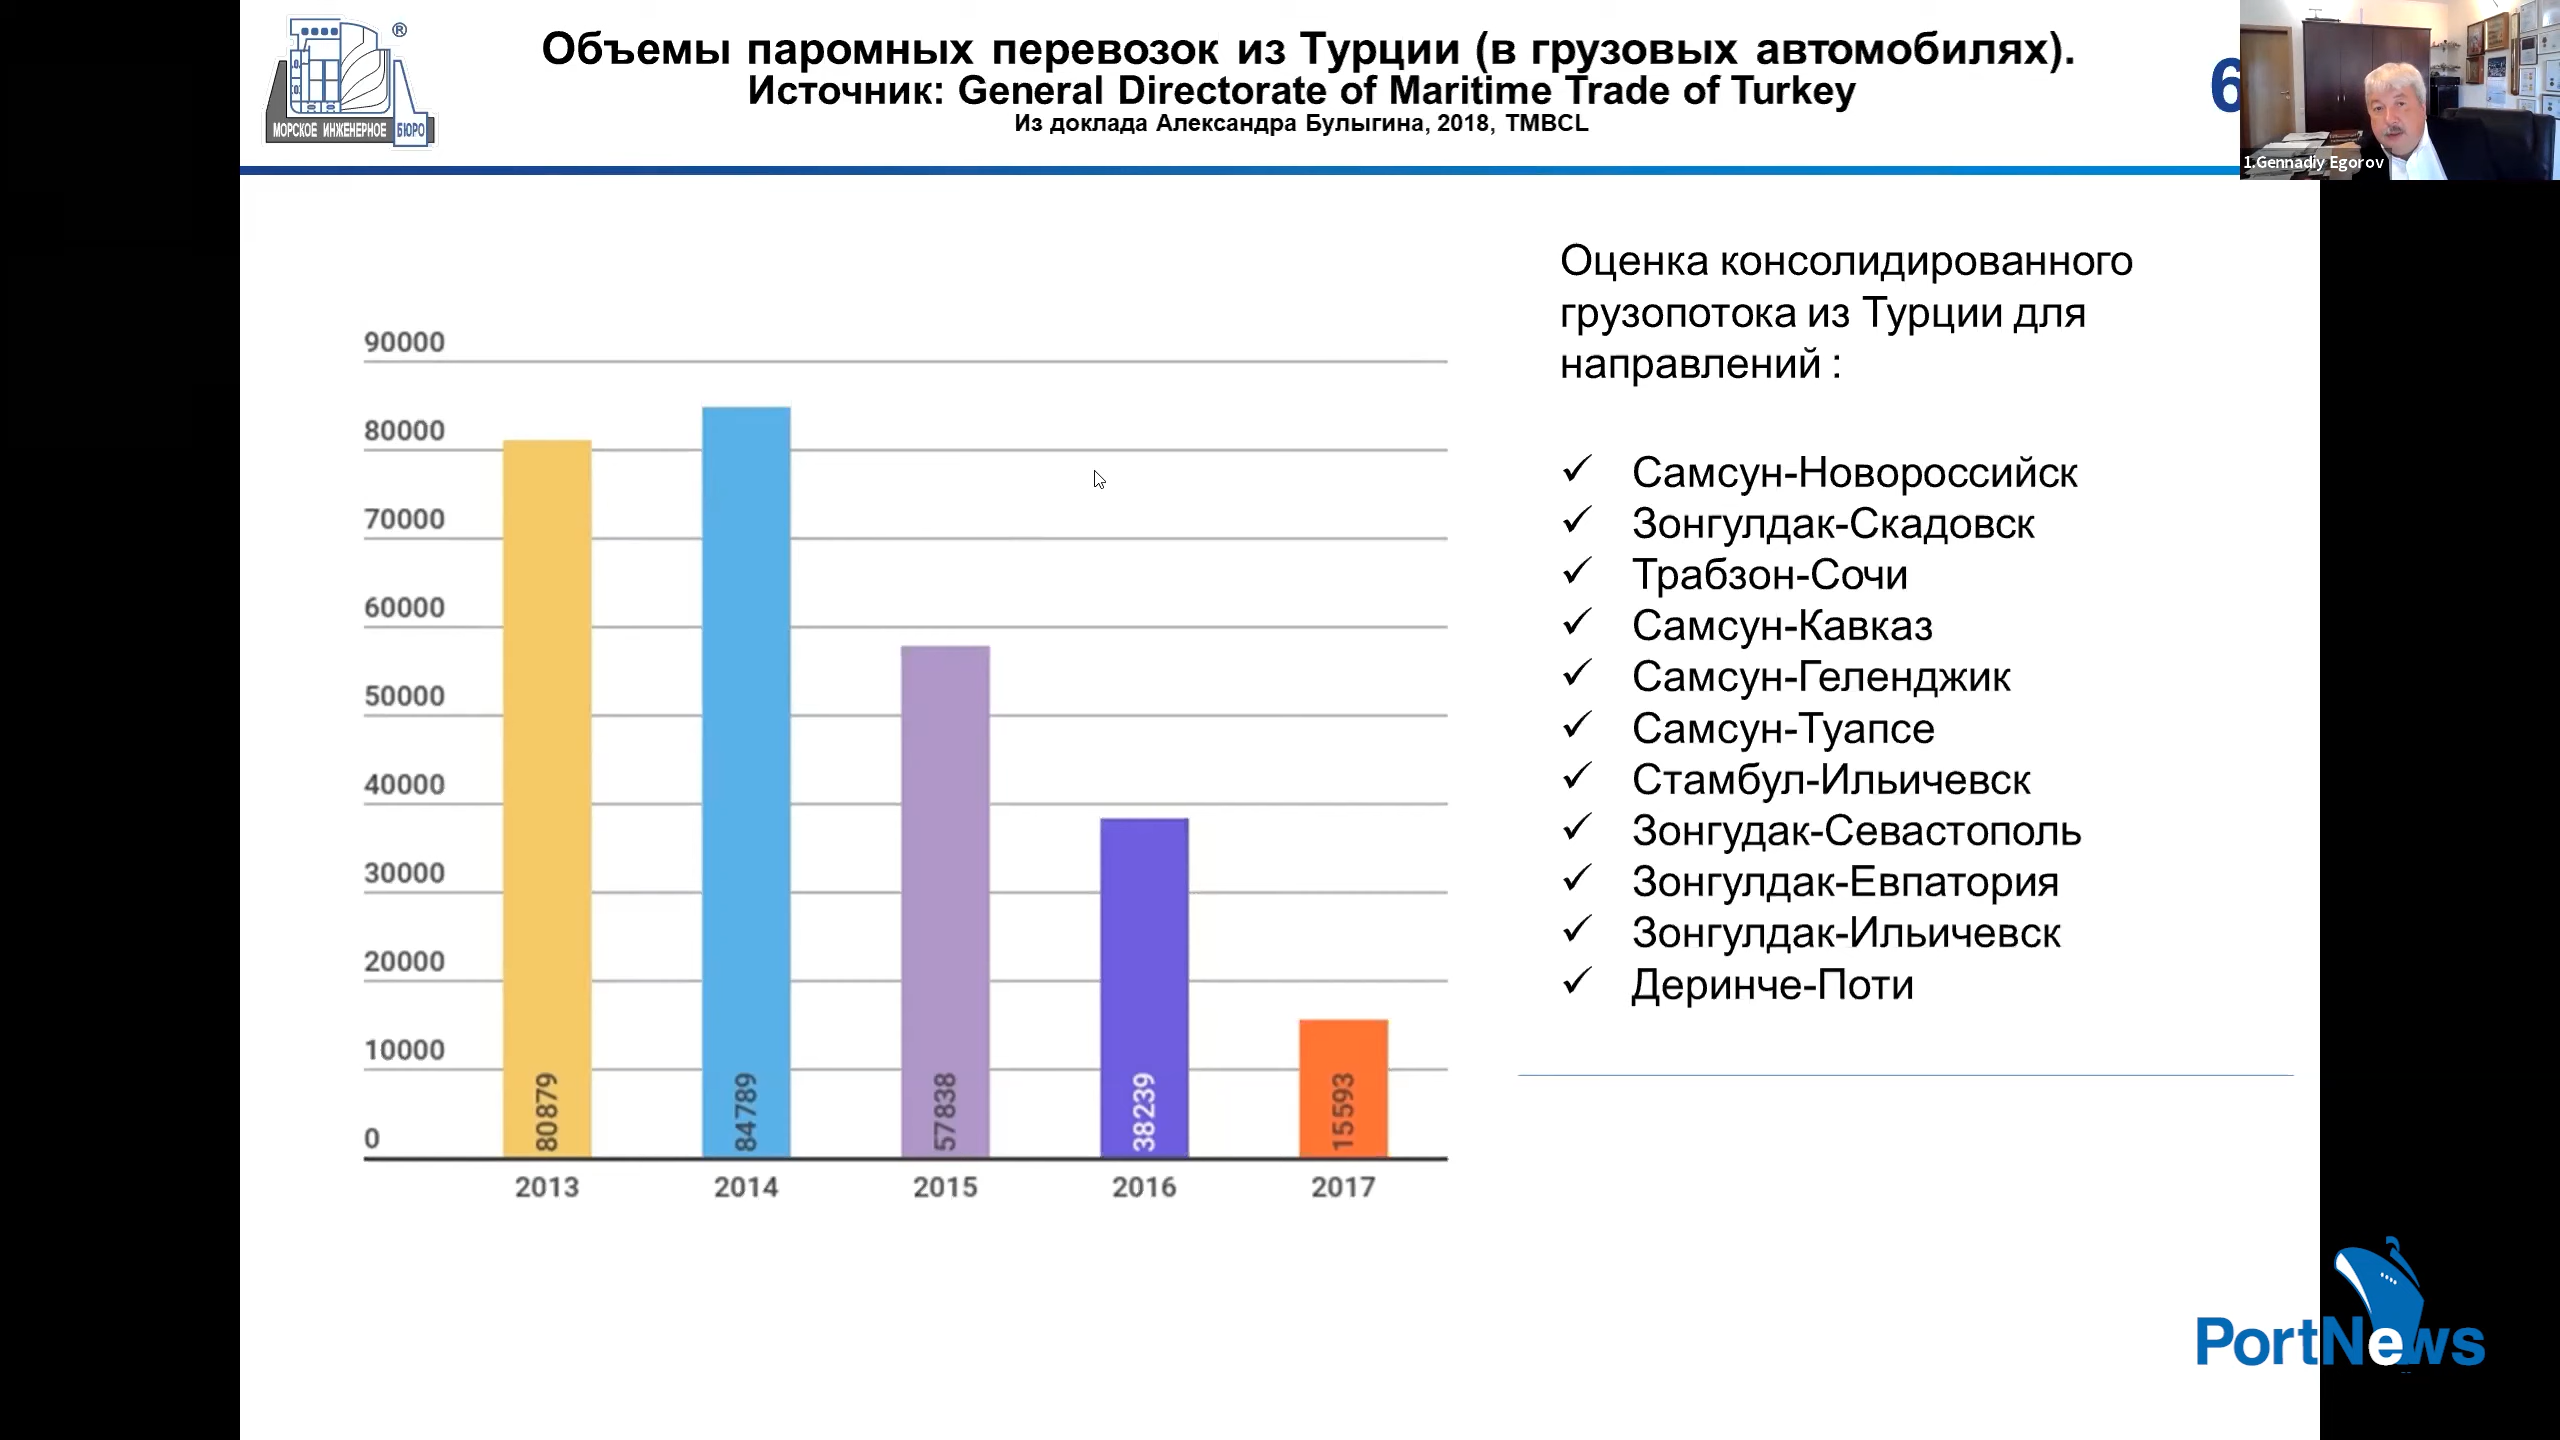 Объемы паромных перевозок из Турции (в грузовых автомобилях).
Источник: General Directorate of Maritime Trade of Turkey
Из доклада Александра Булыгина, 2018, TMBCL
®
МОРСКОЕ ИНЖЕНЕРНОЕ БЮРО
6
1.Gennadiy Egorov
90000
80000
70000
60000
50000
40000
30000
20000
10000
0
80879
84789
57838
38239
15593
2013
2014
2015
2016
2017
Оценка консолидированного
грузопотока из Турции для
направлений :
✓ Самсун-Новороссийск
✓ Зонгулдак-Скадовск
✓ Трабзон-Сочи
✓ Самсун-Кавказ
✓ Самсун-Геленджик
✓ Самсун-Туапсе
✓ Стамбул-Ильичевск
✓ Зонгудак-Севастополь
✓ Зонгулдак-Евпатория
✓ Зонгулдак-Ильичевск
✓ Деринче-Поти
PortNews